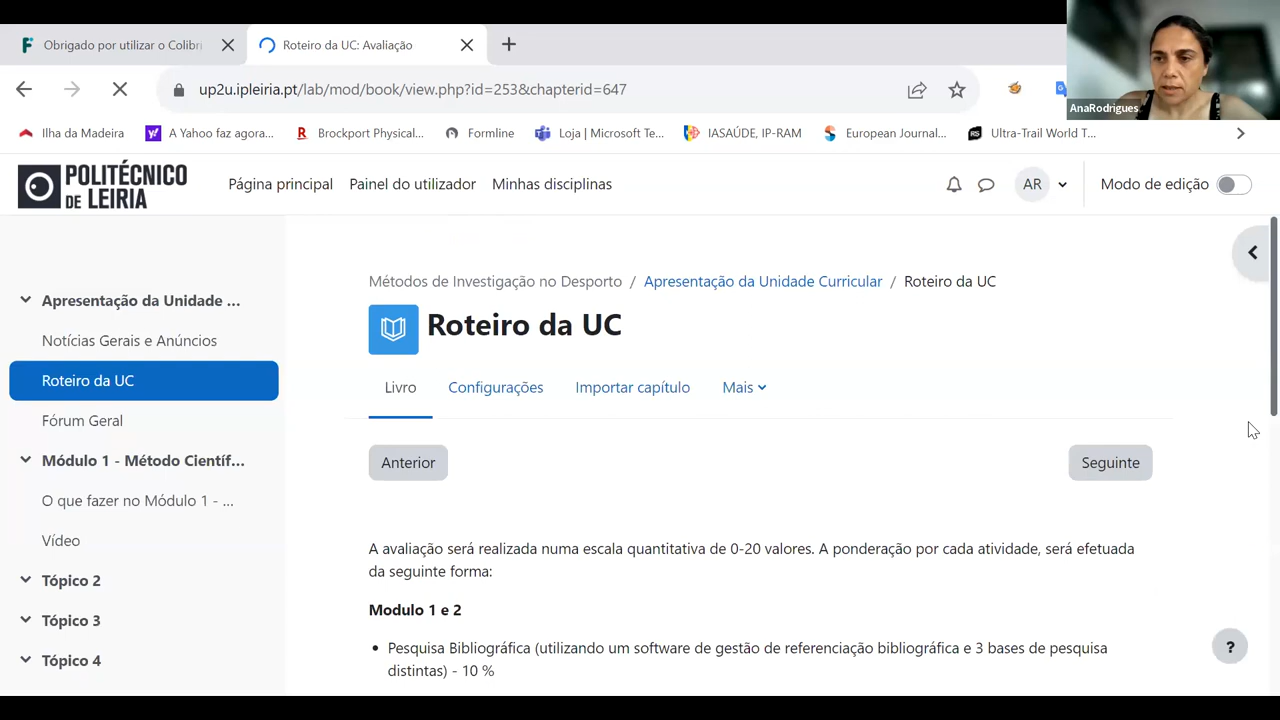 Obrigado por utilizar o Colibri
Roteiro da UC: Avaliação
up2u.ipleiria.pt/lab/mod/book/view.php?id=253&chapterid=647
AnaRodrigues
Ilha da Madeira
A Yahoo faz agora...
Brockport Physical...
Formline
Loja | Microsoft Te...
IASAÚDE, IP-RAM
European Journal...
Ultra-Trail World T...
POLITÉCNICO
DE LEIRIA
Página principal
Painel do utilizador
Minhas disciplinas
AR
Modo de edição
Apresentação da Unidade ...
Notícias Gerais e Anúncios
Roteiro da UC
Fórum Geral
Módulo 1 - Método Científ...
O que fazer no Módulo 1 - ...
Vídeo
Tópico 2
Tópico 3
Tópico 4
Métodos de Investigação no Desporto / Apresentação da Unidade Curricular / Roteiro da UC
Roteiro da UC
Livro
Configurações
Importar capítulo
Mais
Anterior
Seguinte
A avaliação será realizada numa escala quantitativa de 0-20 valores. A ponderação por cada atividade, será efetuada
da seguinte forma:
Modulo 1 e 2
• Pesquisa Bibliográfica (utilizando um software de gestão de referenciação bibliográfica e 3 bases de pesquisa
distintas) - 10 %
?